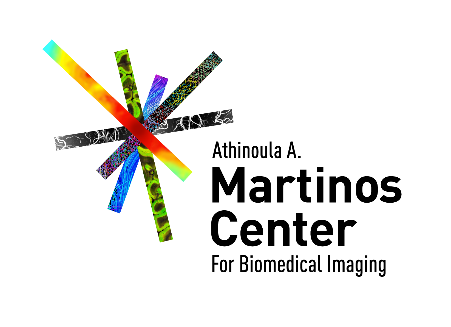 Athinoula A.
Martinos
Center
For Biomedical Imaging